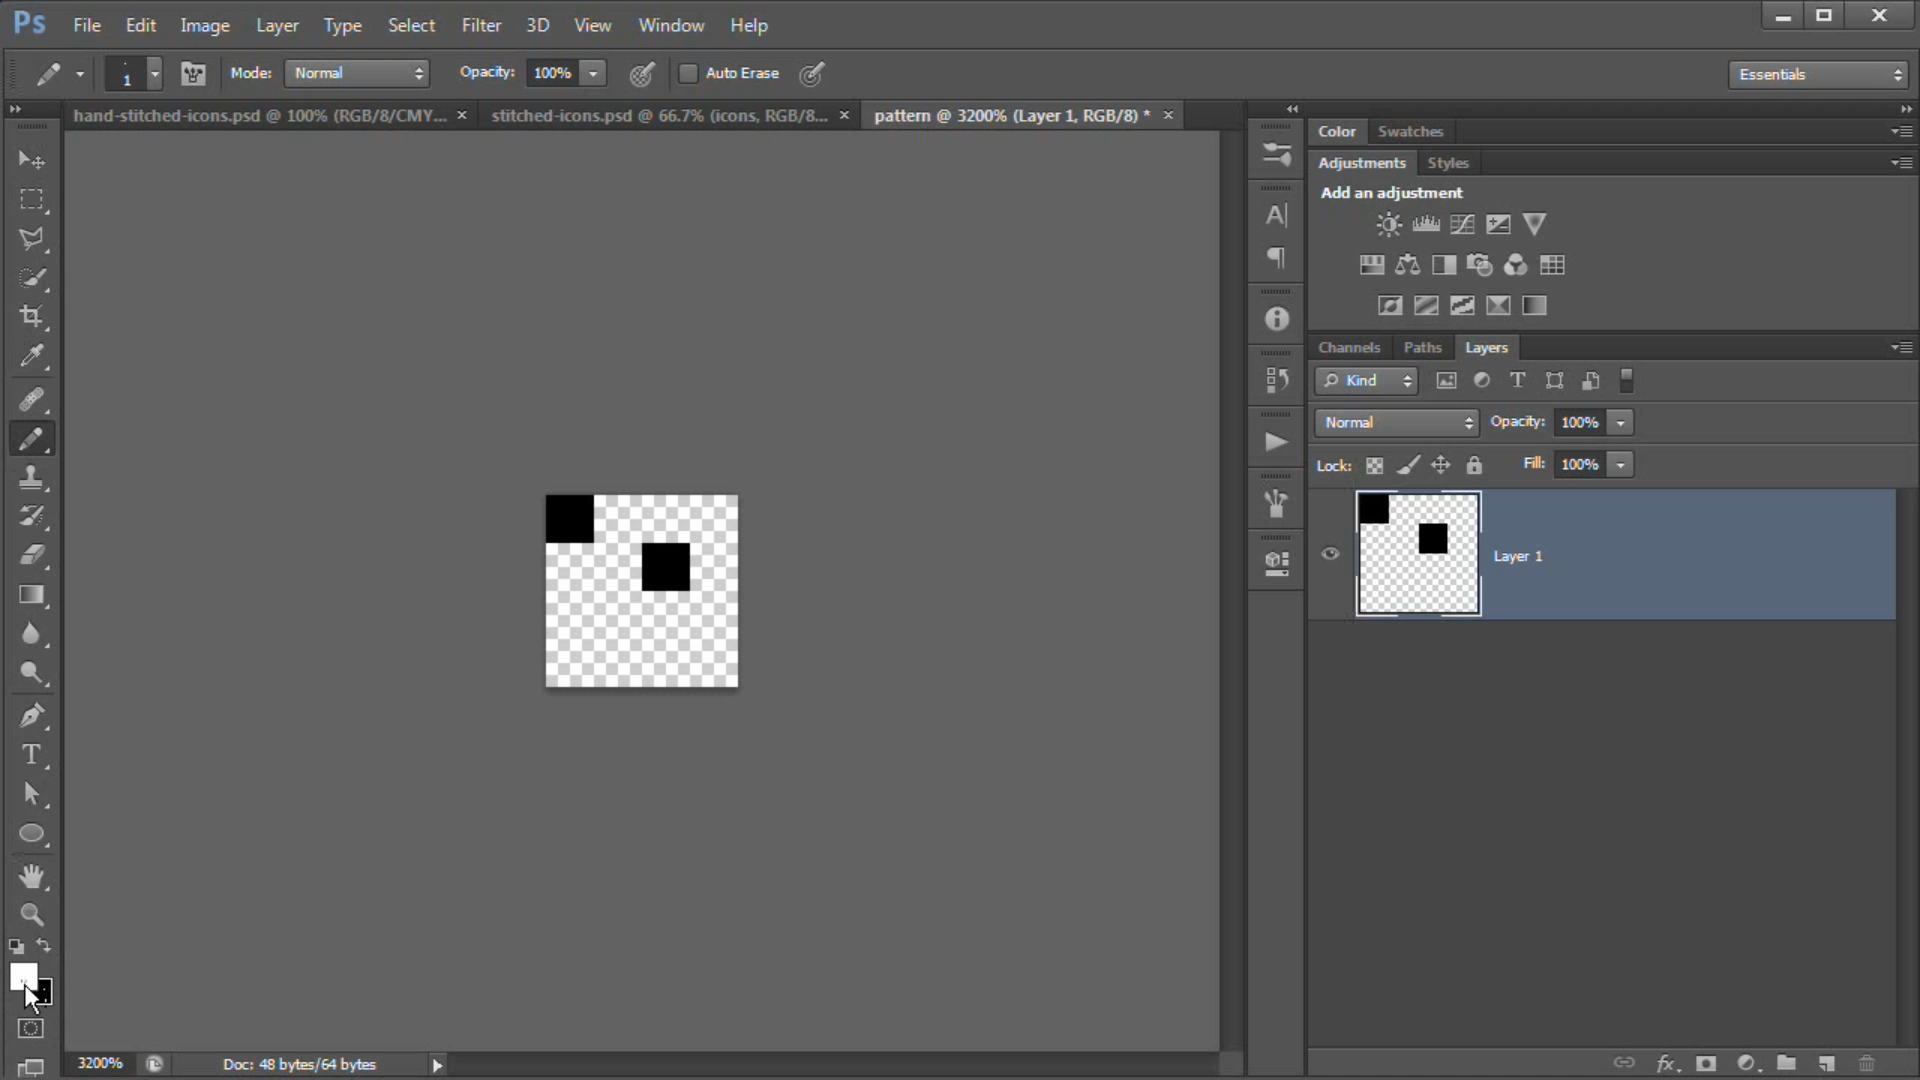 Ps File Edit Image Layer Type Select Filter 3D View Window Help
1 Mode: Normal Opacity: 100% Auto Erase Essentials
hand-stitched-icons.psd @ 100% (RGB/8/CMY... × stitched-icons.psd @ 66.7% (icons, RGB/8... × pattern @ 3200% (Layer 1, RGB/8) * ×
Color Swatches
Adjustments Styles
Add an adjustment
Channels Paths Layers
Kind
Normal Opacity: 100%
Lock: Fill: 100%
Layer 1
3200% Doc: 48 bytes/64 bytes